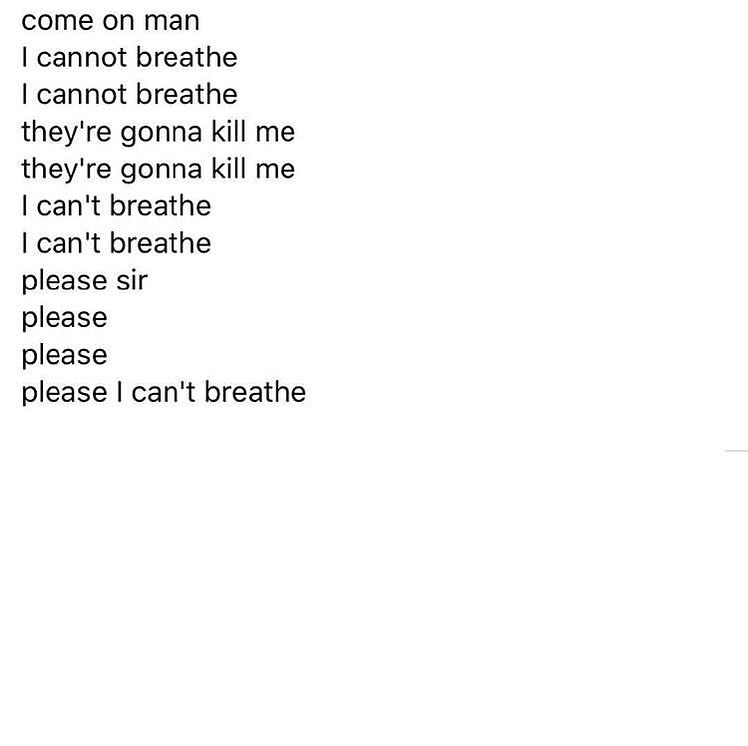 come on man
I cannot breathe
I cannot breathe
they're gonna kill me
they're gonna kill me
I can't breathe
I can't breathe
please sir
please
please
please I can't breathe